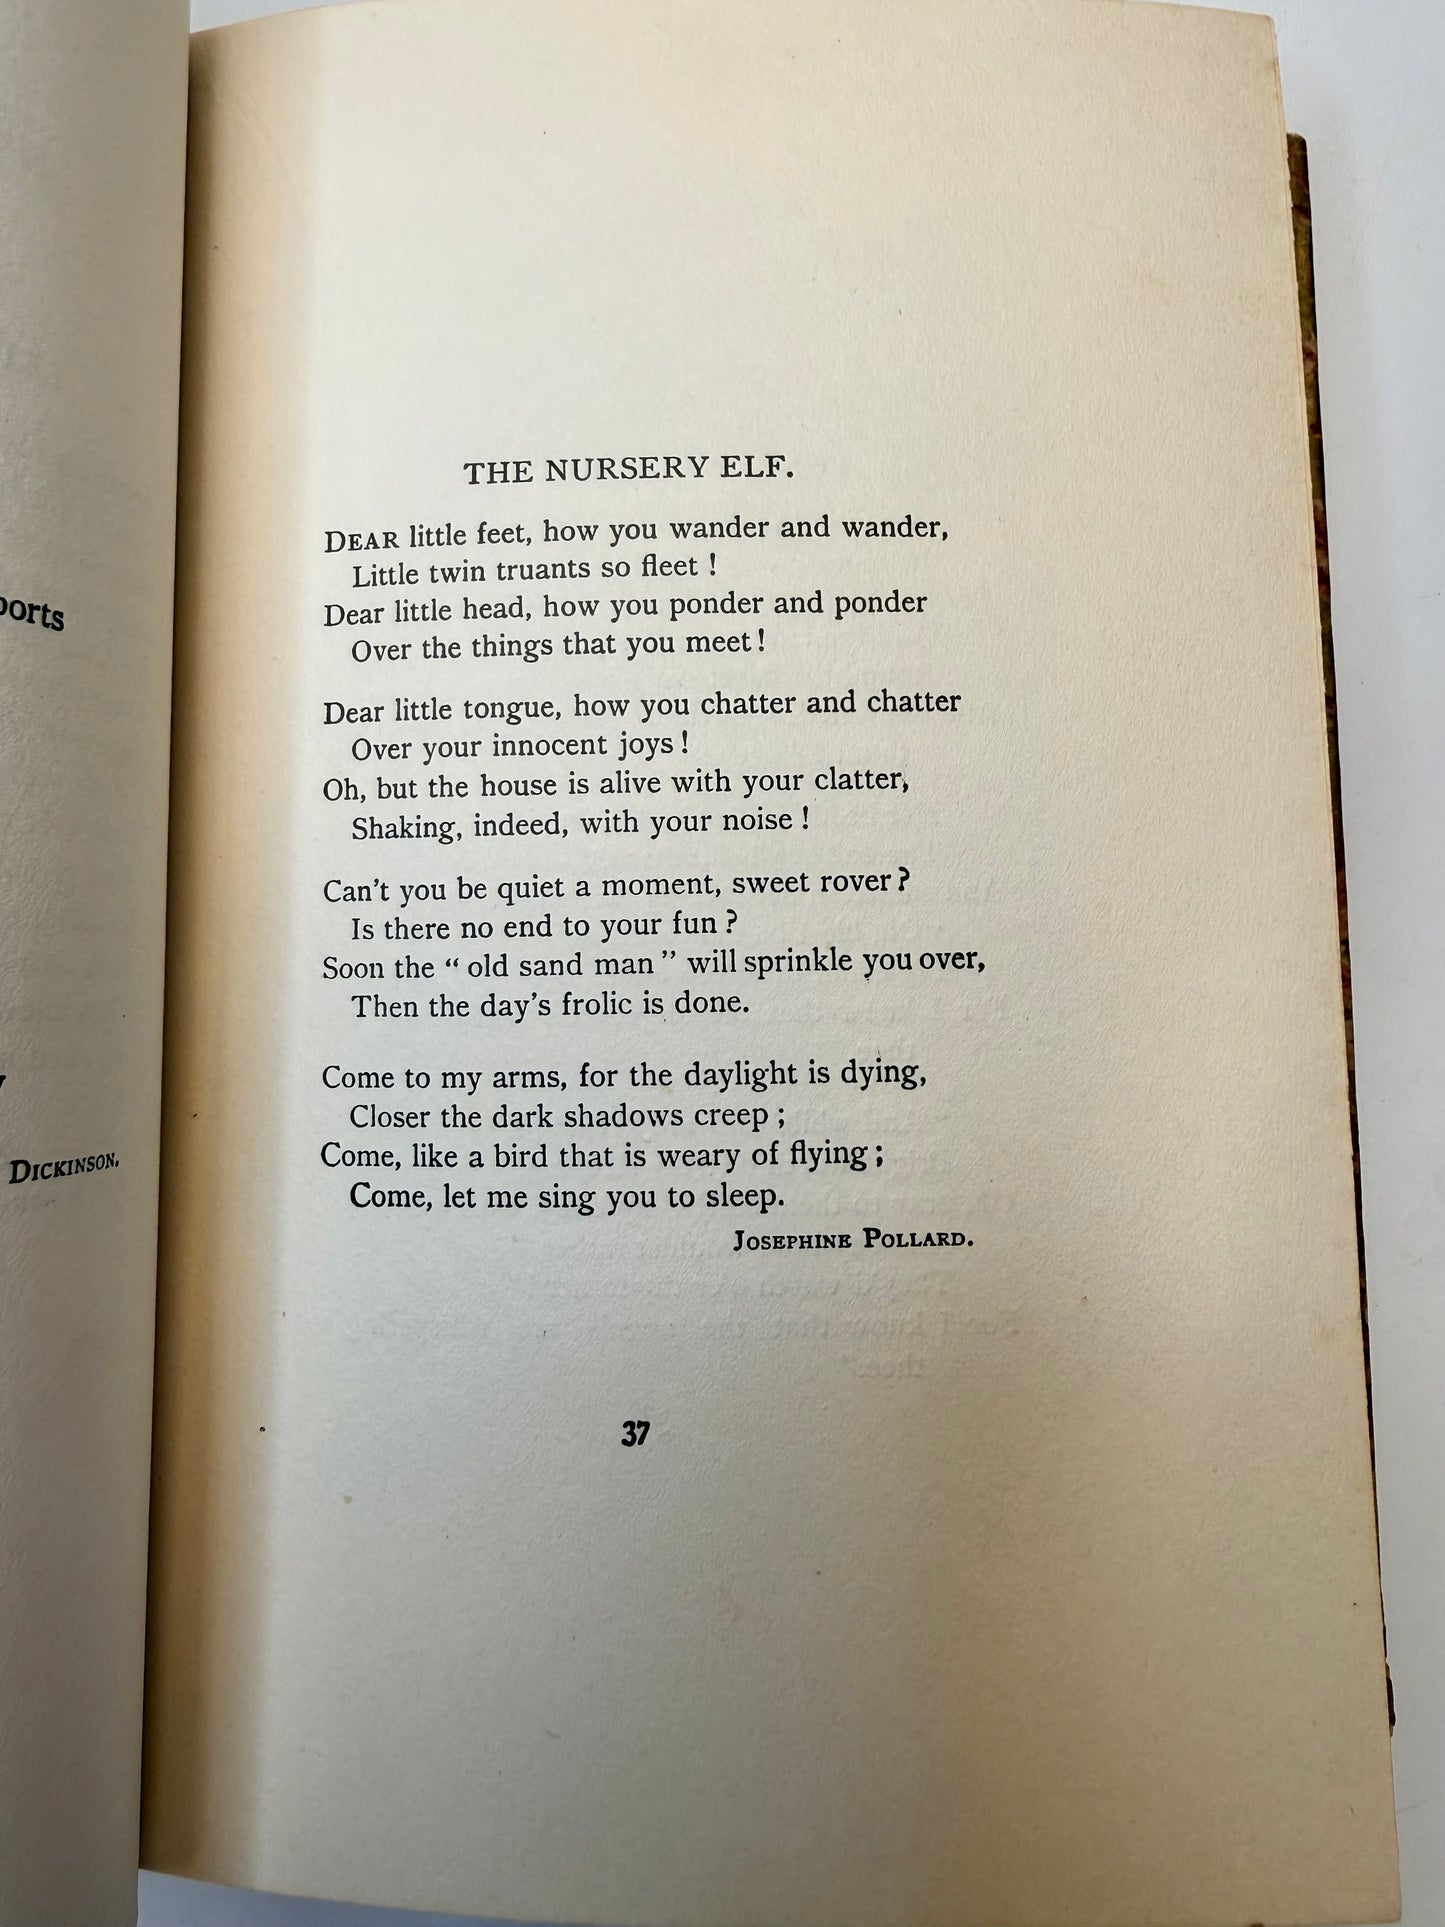 ports
DICKINSON.
THE NURSERY ELF.
DEAR little feet, how you wander and wander,
Little twin truants so fleet !
Dear little head, how you ponder and ponder
Over the things that you meet !
Dear little tongue, how you chatter and chatter
Over your innocent joys !
Oh, but the house is alive with your clatter,
Shaking, indeed, with your noise !
Can't you be quiet a moment, sweet rover ?
Is there no end to your fun ?
Soon the “ old sand man ” will sprinkle you over,
Then the day's frolic is done.
Come to my arms, for the daylight is dying,
Closer the dark shadows creep ;
Come, like a bird that is weary of flying ;
Come, let me sing you to sleep.
JOSEPHINE POLLARD.
37